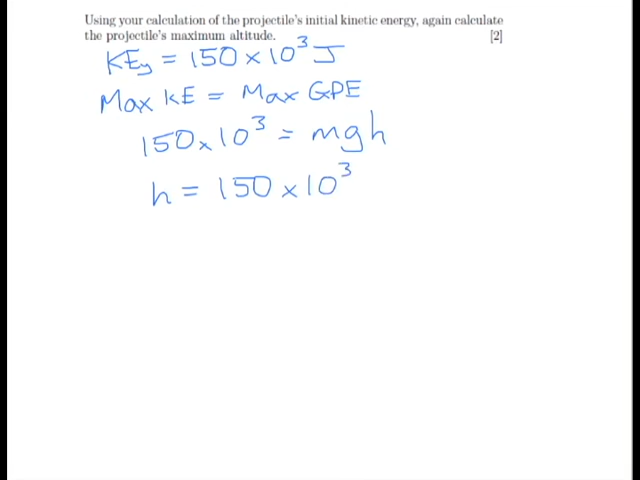 Using your calculation of the projectile's initial kinetic energy, again calculate
the projectile's maximum altitude. [2]
KEy = 150 × 10³ J
Max KE = Max GPE
150 × 10³ = mgh
h = 150 × 10³